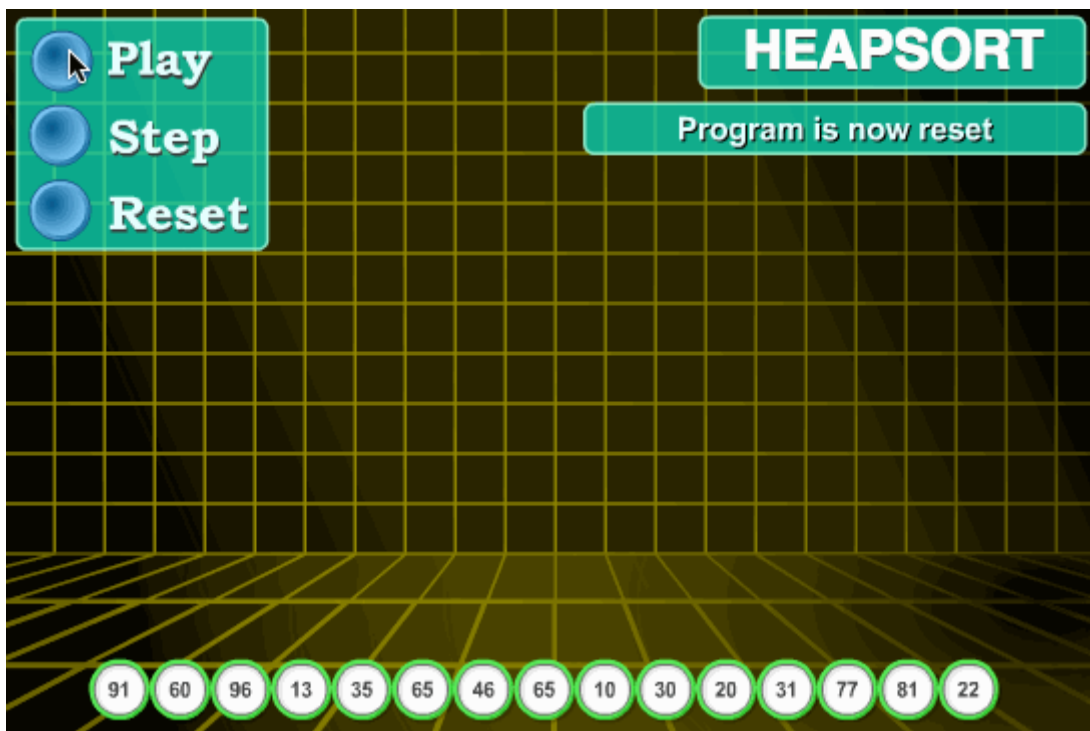 Play
Step
Reset
HEAPSORT
Program is now reset
91 60 96 13 35 65 46 65 10 30 20 31 77 81 22